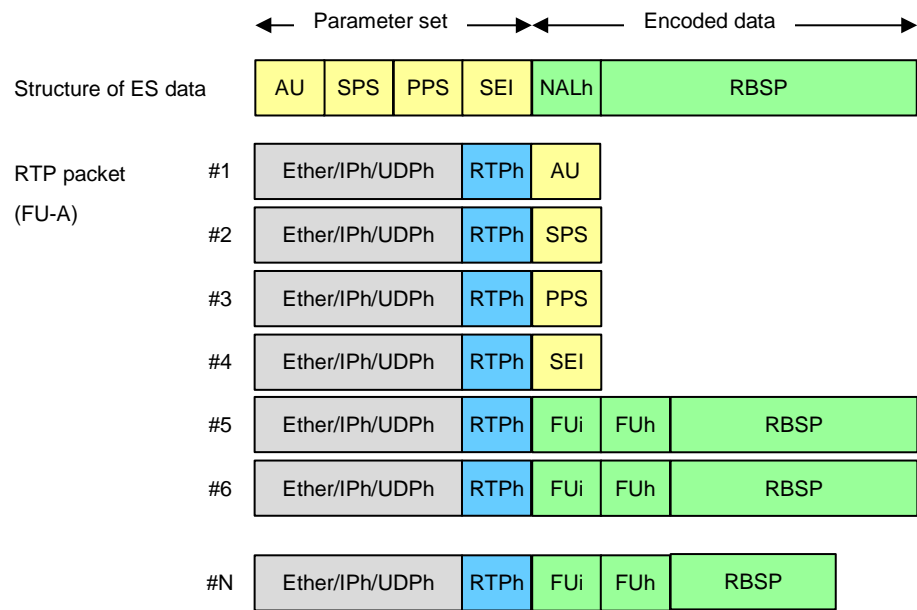 Parameter set Encoded data
Structure of ES data AU SPS PPS SEI NALh RBSP
RTP packet #1 Ether/IPh/UDPh RTPh AU
(FU-A)
#2 Ether/IPh/UDPh RTPh SPS
#3 Ether/IPh/UDPh RTPh PPS
#4 Ether/IPh/UDPh RTPh SEI
#5 Ether/IPh/UDPh RTPh FUi FUh RBSP
#6 Ether/IPh/UDPh RTPh FUi FUh RBSP
#N Ether/IPh/UDPh RTPh FUi FUh RBSP